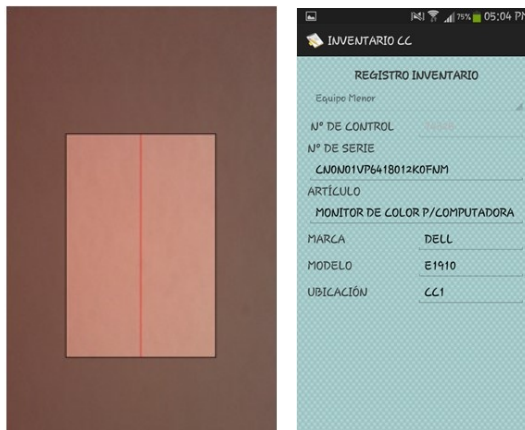 75% 05:04 PM
INVENTARIO CC
REGISTRO INVENTARIO
Equipo Menor
Nº DE CONTROL
Nº DE SERIE
CN0N01VP6418012K0FNM
ARTÍCULO
MONITOR DE COLOR P/COMPUTADORA
MARCA DELL
MODELO E1910
UBICACIÓN CC1